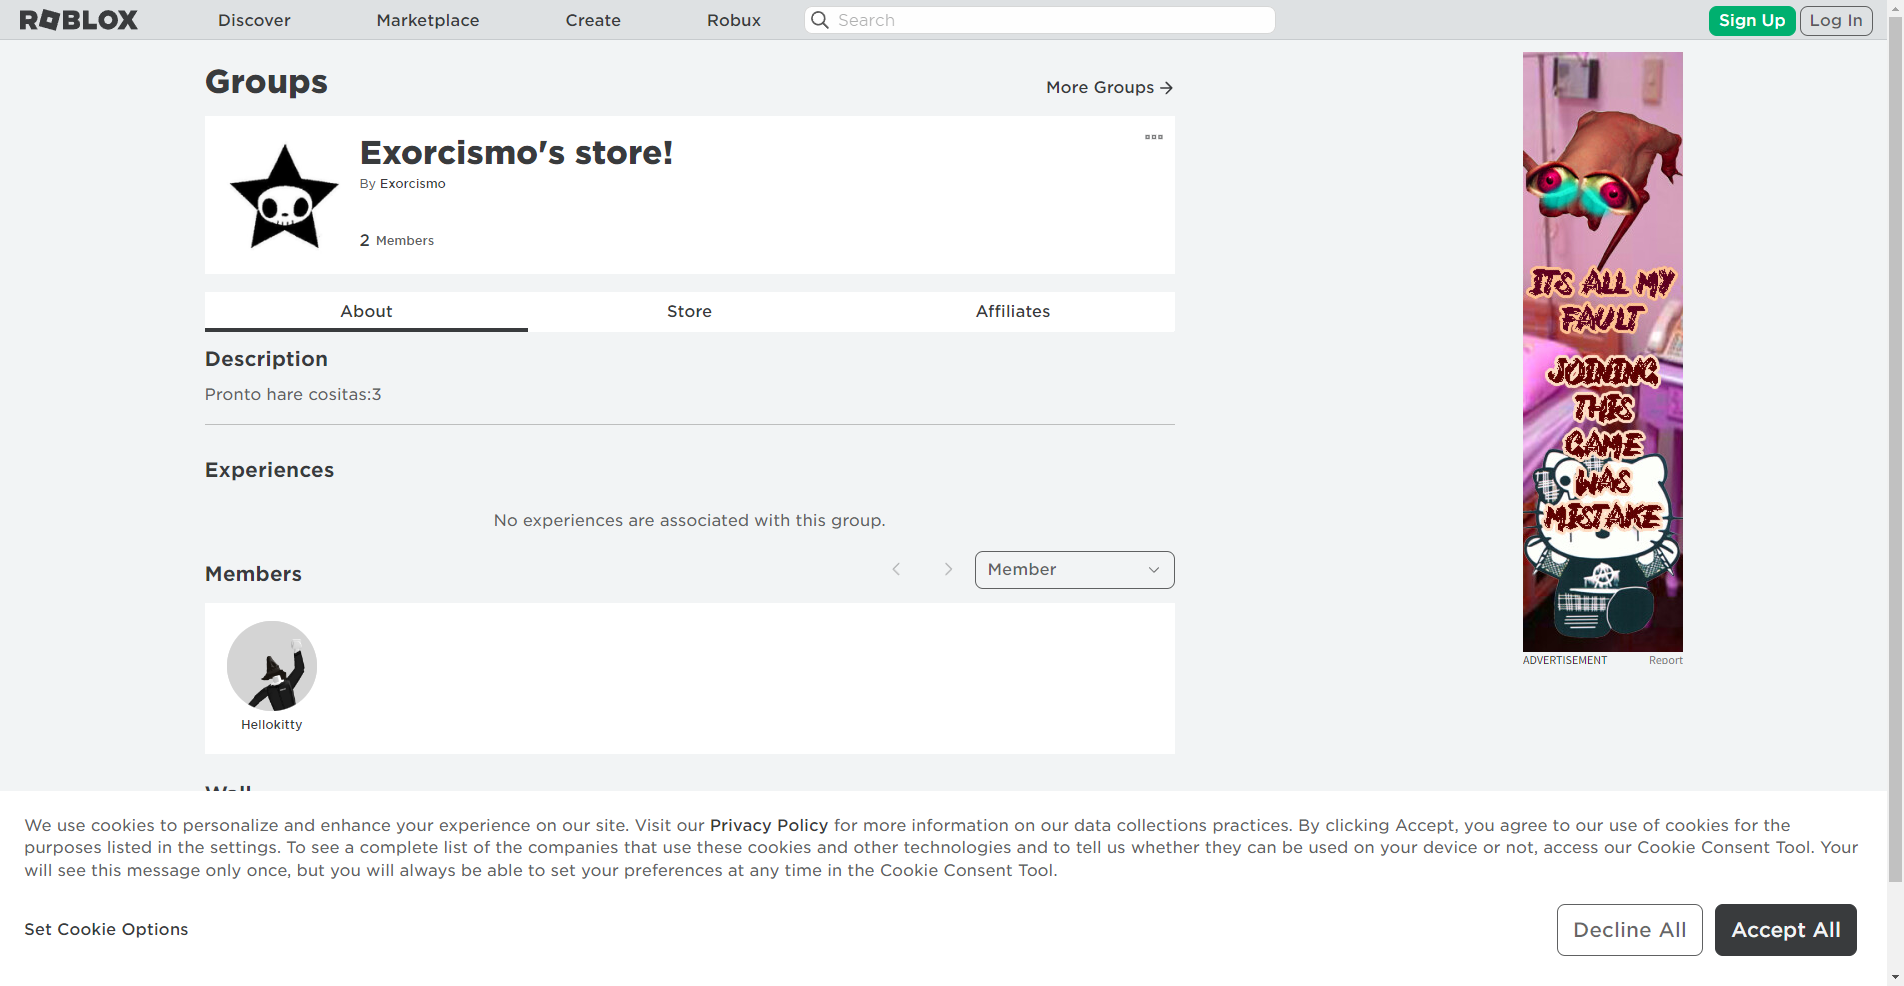 ROBLOX
Discover
Marketplace
Create
Robux
Search
Sign Up
Log In
Groups
More Groups →
Exorcismo's store!
By Exorcismo
2 Members
About
Store
Affiliates
Description
Pronto hare cositas:3
Experiences
No experiences are associated with this group.
Members
Member
Hellokitty
ITS ALL MY
FAULT
JOINING
THIS
GAME
WAS
MISTAKE
ADVERTISEMENT
Report
Wall
We use cookies to personalize and enhance your experience on our site. Visit our Privacy Policy for more information on our data collections practices. By clicking Accept, you agree to our use of cookies for the
purposes listed in the settings. To see a complete list of the companies that use these cookies and other technologies and to tell us whether they can be used on your device or not, access our Cookie Consent Tool. Your
will see this message only once, but you will always be able to set your preferences at any time in the Cookie Consent Tool.
Set Cookie Options
Decline All
Accept All